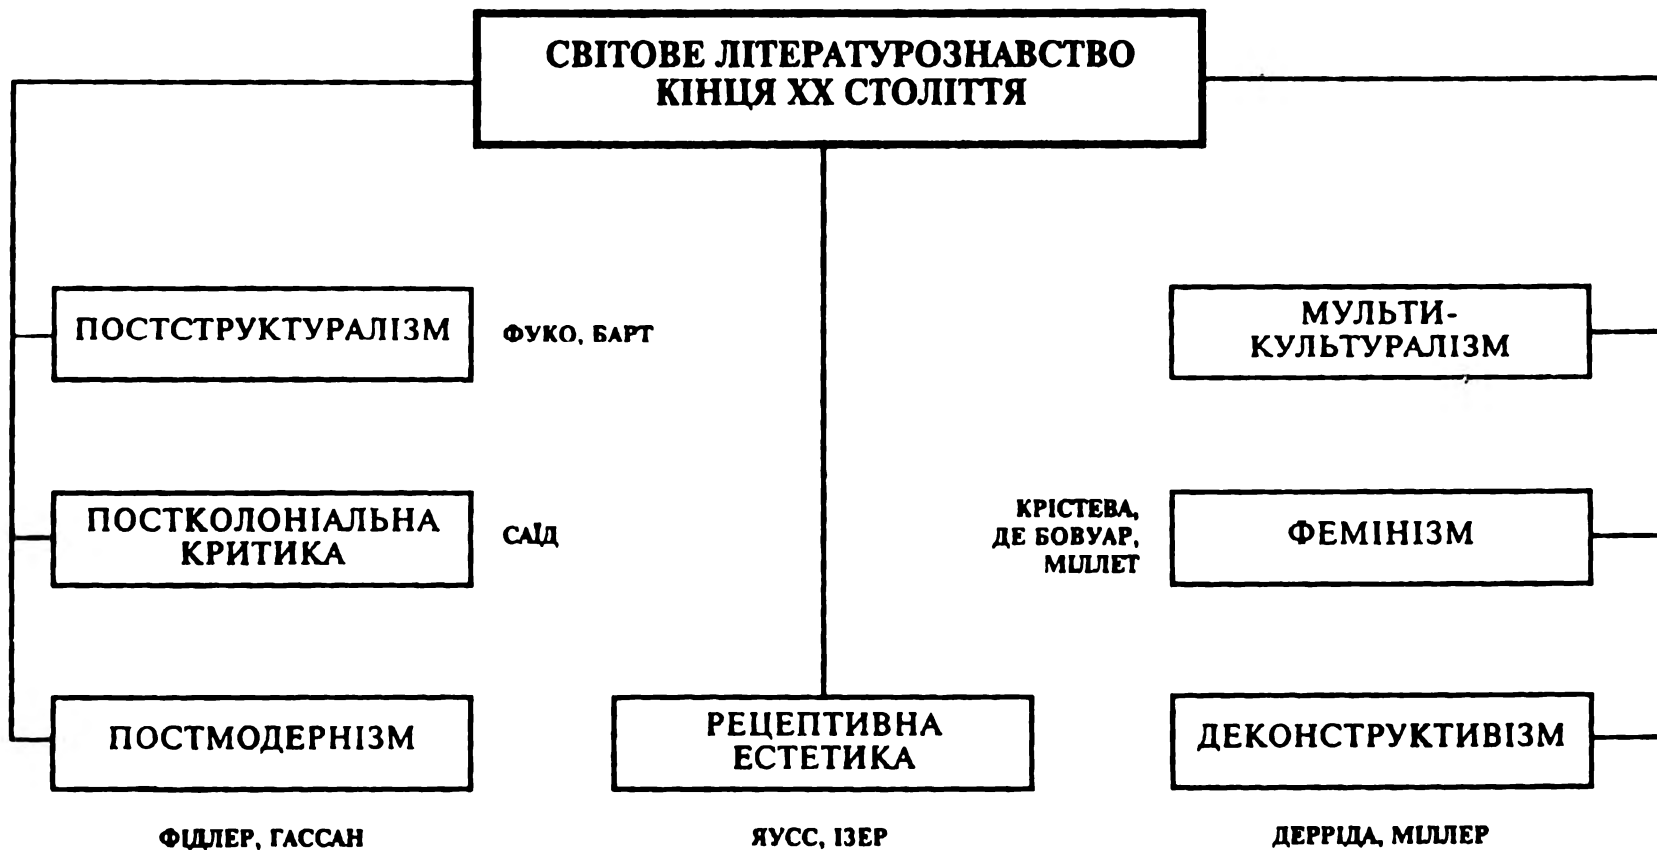 СВІТОВЕ ЛІТЕРАТУРОЗНАВСТВО
КІНЦЯ ХХ СТОЛІТТЯ
ПОСТСТРУКТУРАЛІЗМ
ФУКО, БАРТ
МУЛЬТИ-
КУЛЬТУРАЛІЗМ
ПОСТКОЛОНІАЛЬНА
КРИТИКА
САЇД
КРІСТЕВА,
ДЕ БОВУАР,
МІЛЛЕТ
ФЕМІНІЗМ
ПОСТМОДЕРНІЗМ
РЕЦЕПТИВНА
ЕСТЕТИКА
ДЕКОНСТРУКТИВІЗМ
ФІДЛЕР, ГАССАН
ЯУСС, ІЗЕР
ДЕРРІДА, МІЛЛЕР